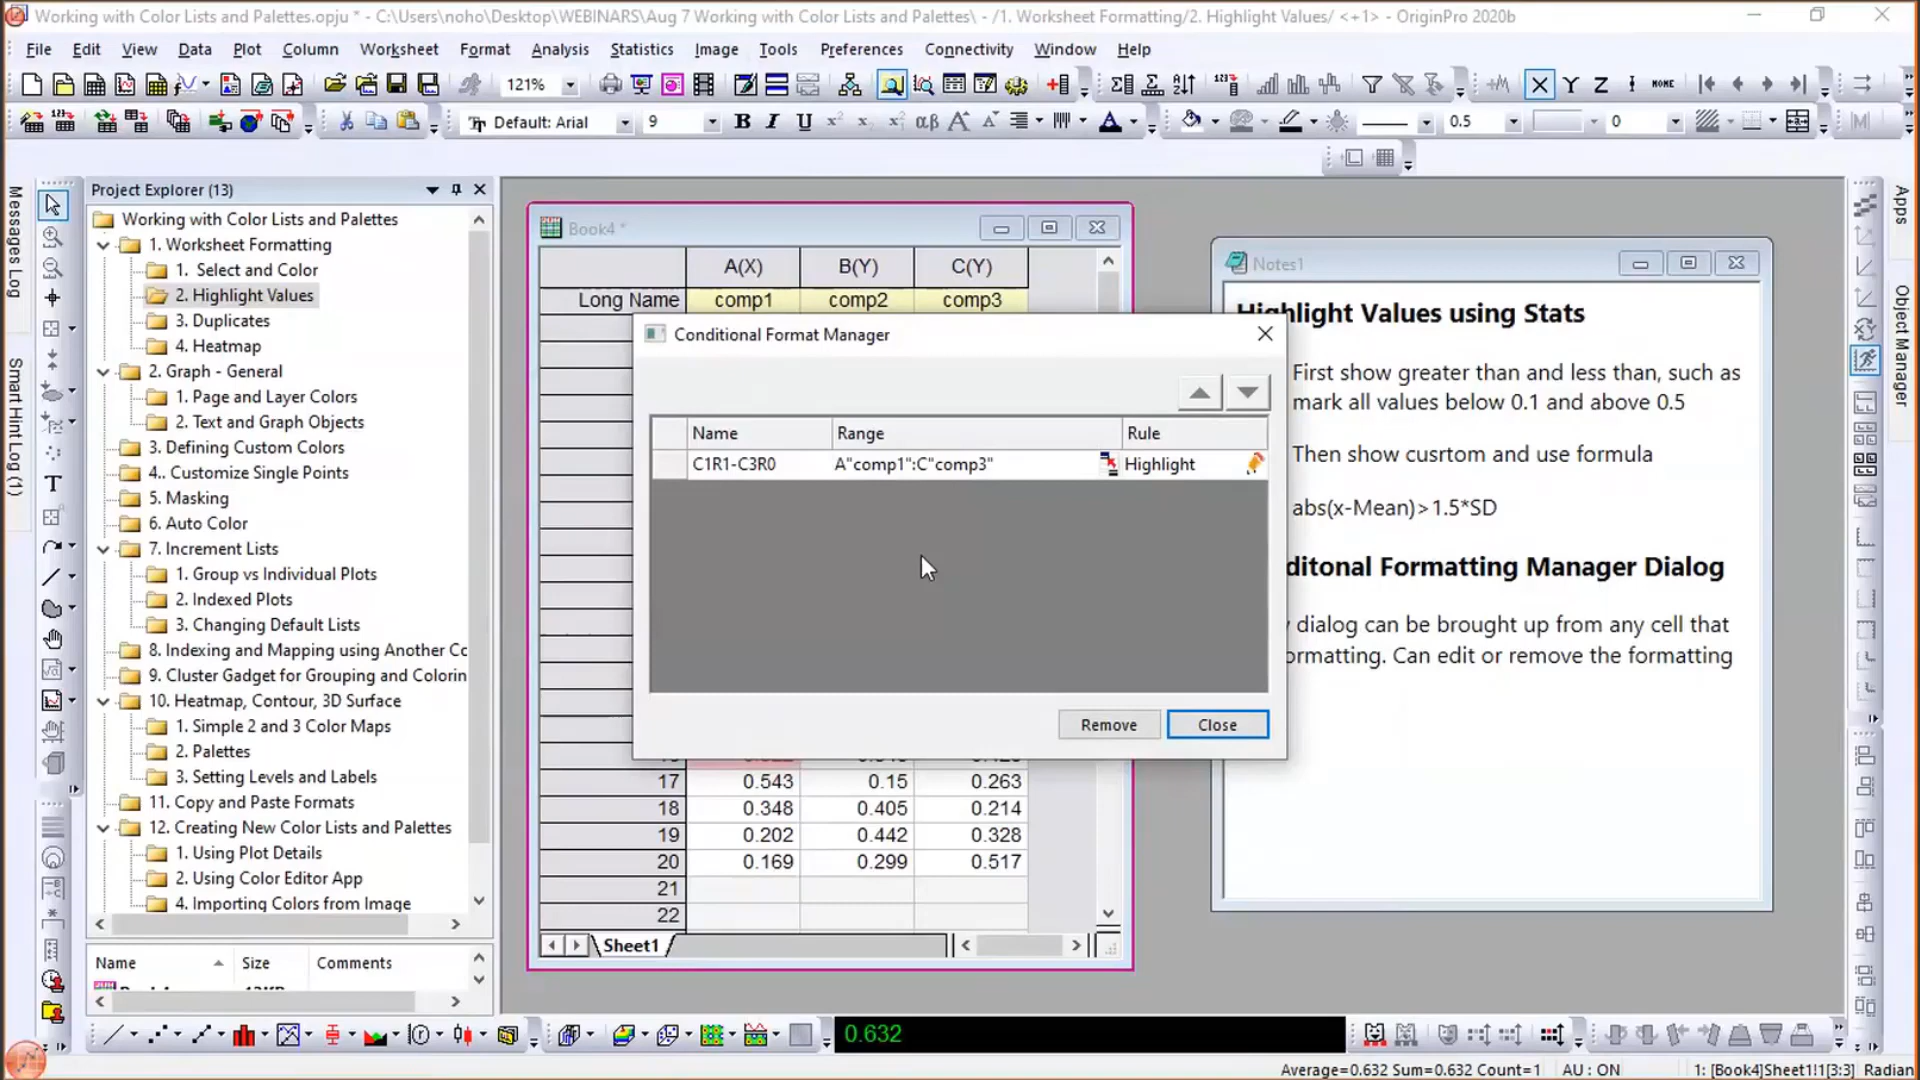 Working with Color Lists and Palettes.opju * - C:\Users\noho\Desktop\WEBINARS\Aug 7 Working with Color Lists and Palettes\ - /1. Worksheet Formatting/2. Highlight Values/ <+1> - OriginPro 2020b
File Edit View Data Plot Column Worksheet Format Analysis Statistics Image Tools Preferences Connectivity Window Help
121%
X Y Z
Default: Arial 9 B I U αβ A A 0.5 0
Messages Log
Smart Hint Log (1)
Apps
Object Manager
Project Explorer (13)
Working with Color Lists and Palettes
1. Worksheet Formatting
1. Select and Color
2. Highlight Values
3. Duplicates
4. Heatmap
2. Graph - General
1. Page and Layer Colors
2. Text and Graph Objects
3. Defining Custom Colors
4.. Customize Single Points
5. Masking
6. Auto Color
7. Increment Lists
1. Group vs Individual Plots
2. Indexed Plots
3. Changing Default Lists
8. Indexing and Mapping using Another Cc
9. Cluster Gadget for Grouping and Colorin
10. Heatmap, Contour, 3D Surface
1. Simple 2 and 3 Color Maps
2. Palettes
3. Setting Levels and Labels
11. Copy and Paste Formats
12. Creating New Color Lists and Palettes
1. Using Plot Details
2. Using Color Editor App
4. Importing Colors from Image
Name Size Comments
Book4 *
A(X) B(Y) C(Y)
Long Name comp1 comp2 comp3
17 0.543 0.15 0.263
18 0.348 0.405 0.214
19 0.202 0.442 0.328
20 0.169 0.299 0.517
21
22
Sheet1
Conditional Format Manager
Name Range Rule
C1R1-C3R0 A"comp1":C"comp3" Highlight
Remove Close
Notes1
Highlight Values using Stats
First show greater than and less than, such as
mark all values below 0.1 and above 0.5
Then show cusrtom and use formula
abs(x-Mean)>1.5*SD
ditonal Formatting Manager Dialog
dialog can be brought up from any cell that
ormatting. Can edit or remove the formatting
0.632
Average=0.632 Sum=0.632 Count=1 AU : ON 1: [Book4]Sheet1!1[3:3] Radian